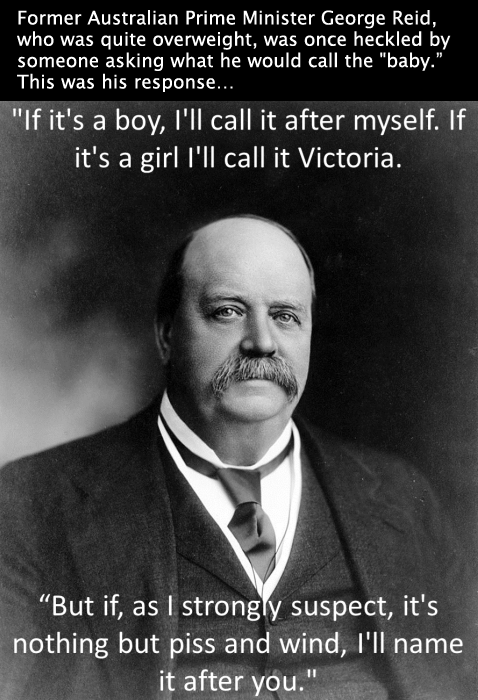 Former Australian Prime Minister George Reid,
who was quite overweight, was once heckled by
someone asking what he would call the "baby.”
This was his response...
"If it's a boy, I'll call it after myself. If
it's a girl I'll call it Victoria.
“But if, as I strongly suspect, it's
nothing but piss and wind, I'll name
it after you."